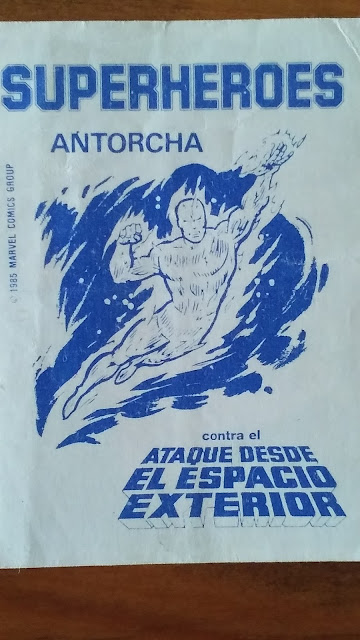 SUPERHEROES
ANTORCHA
© 1985 MARVEL COMICS GROUP
contra el
ATAQUE DESDE
EL ESPACIO
EXTERIOR